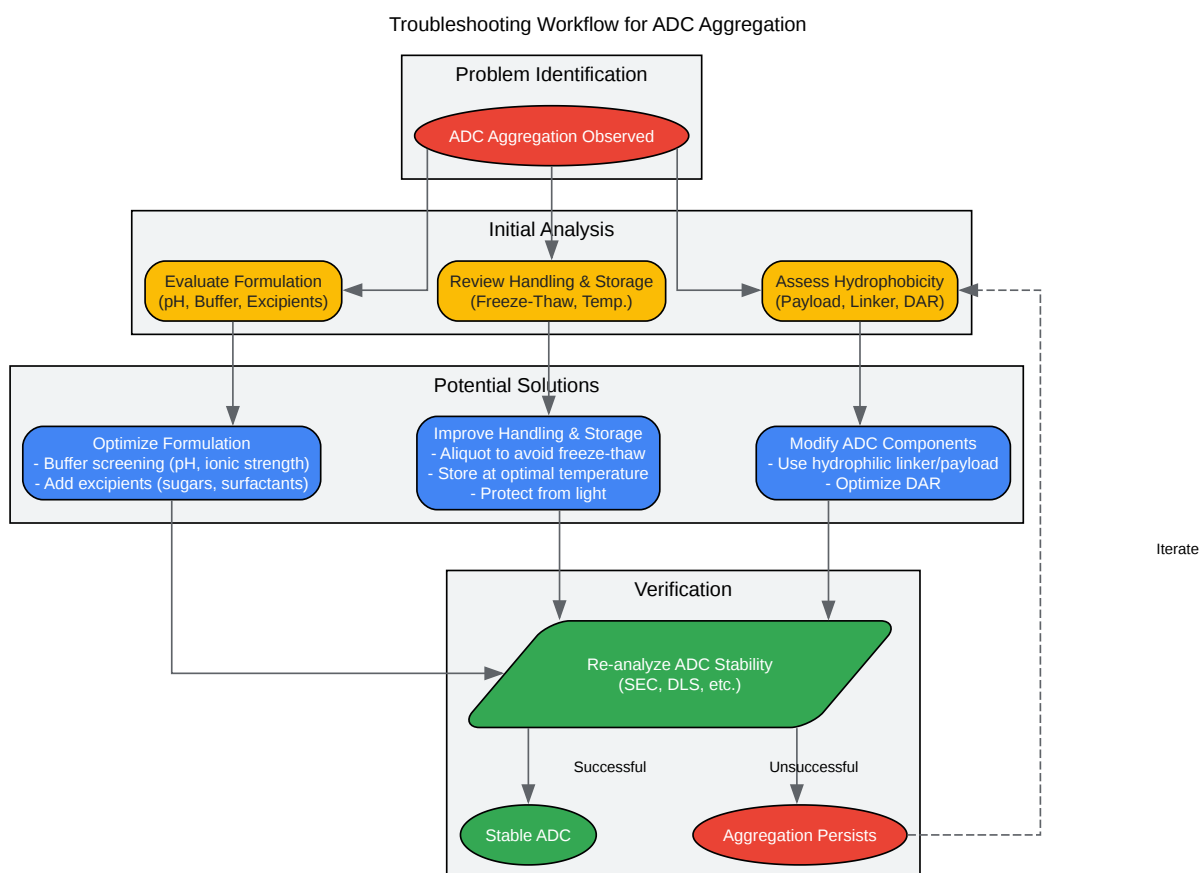 Troubleshooting Workflow for ADC Aggregation
Problem Identification
ADC Aggregation Observed
Initial Analysis
Evaluate Formulation
(pH, Buffer, Excipients)
Review Handling & Storage
(Freeze-Thaw, Temp.)
Assess Hydrophobicity
(Payload, Linker, DAR)
Potential Solutions
Optimize Formulation
- Buffer screening (pH, ionic strength)
- Add excipients (sugars, surfactants)
Improve Handling & Storage
- Aliquot to avoid freeze-thaw
- Store at optimal temperature
- Protect from light
Modify ADC Components
- Use hydrophilic linker/payload
- Optimize DAR
Iterate
Verification
Re-analyze ADC Stability
(SEC, DLS, etc.)
Successful
Unsuccessful
Stable ADC
Aggregation Persists